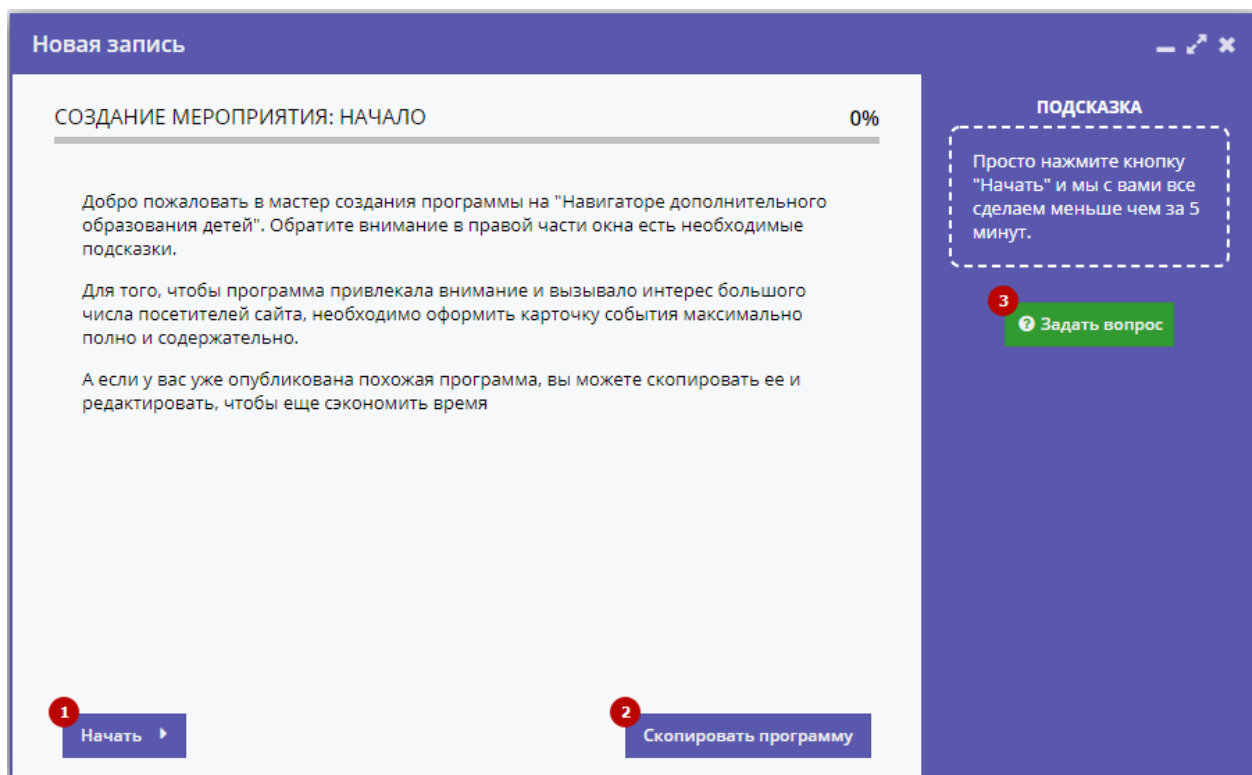 Новая запись
СОЗДАНИЕ МЕРОПРИЯТИЯ: НАЧАЛО 0%
Добро пожаловать в мастер создания программы на "Навигаторе дополнительного
образования детей". Обратите внимание в правой части окна есть необходимые
подсказки.
Для того, чтобы программа привлекала внимание и вызывало интерес большого
числа посетителей сайта, необходимо оформить карточку события максимально
полно и содержательно.
А если у вас уже опубликована похожая программа, вы можете скопировать ее и
редактировать, чтобы еще сэкономить время
1
Начать
2
Скопировать программу
ПОДСКАЗКА
Просто нажмите кнопку
"Начать" и мы с вами все
сделаем меньше чем за 5
минут.
3
Задать вопрос